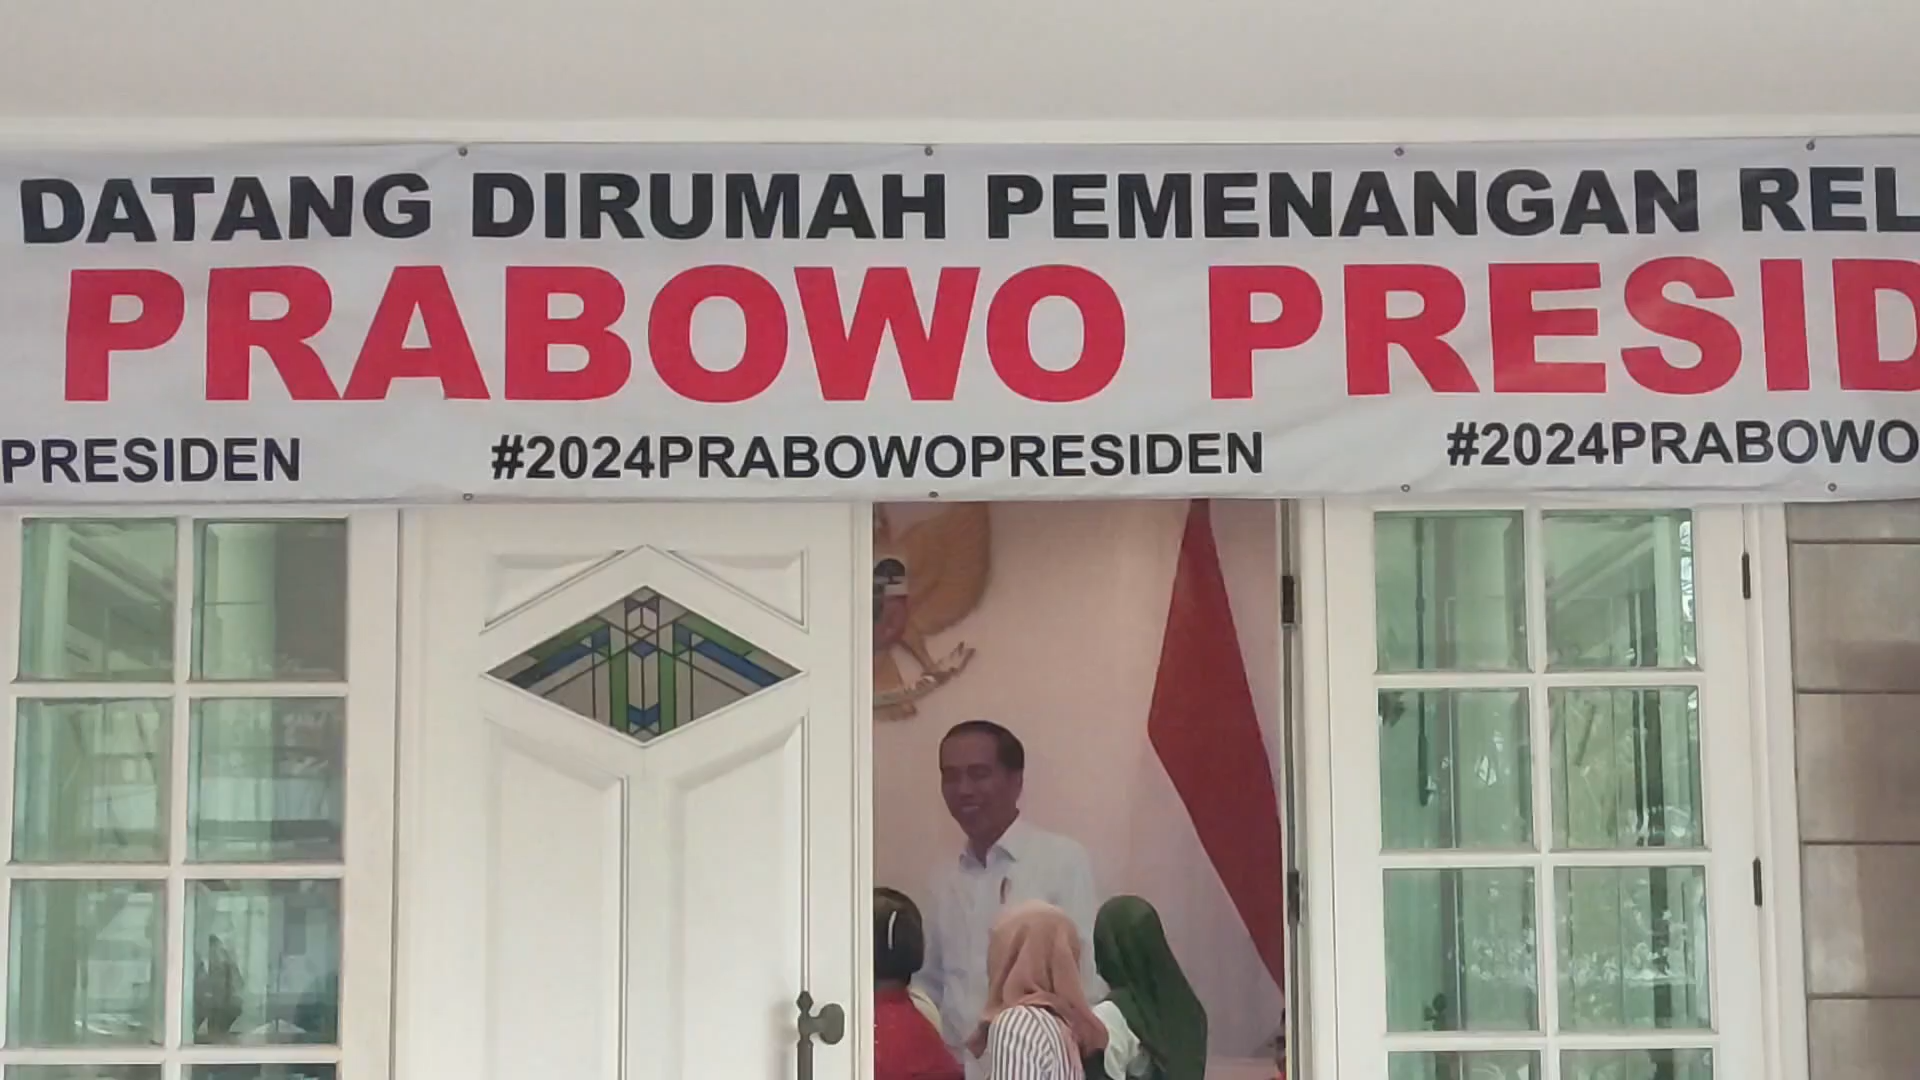 DATANG DIRUMAH PEMENANGAN REL
PRABOWO PRESID
PRESIDEN #2024PRABOWOPRESIDEN #2024PRABOWO